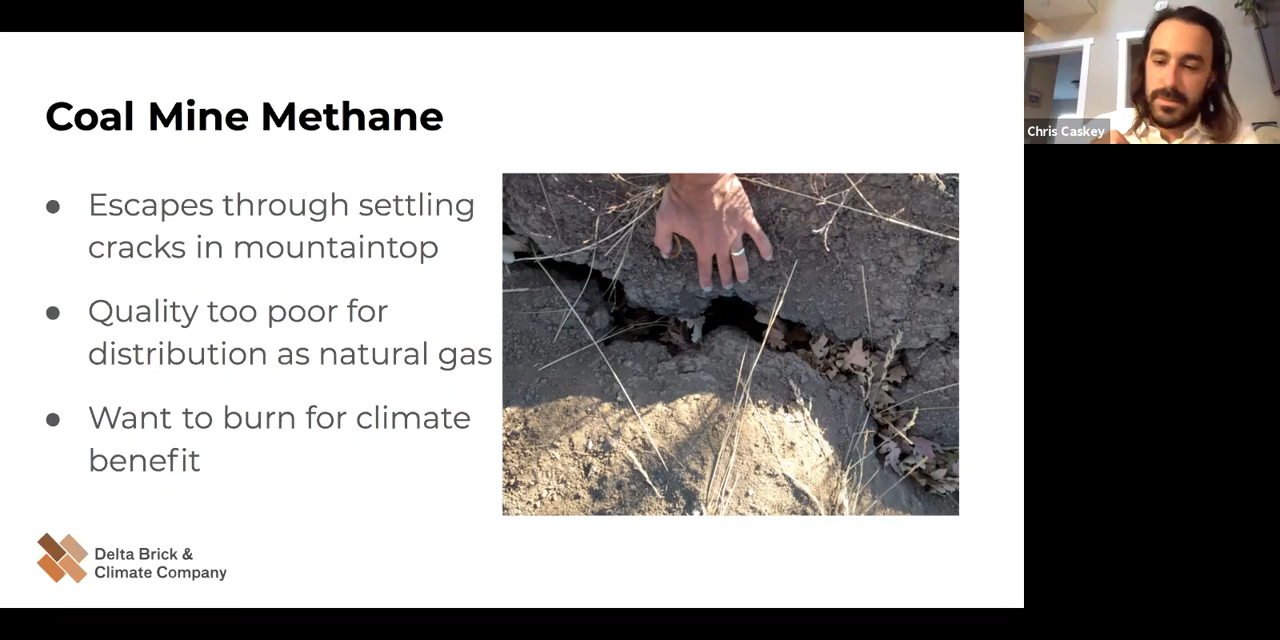 Coal Mine Methane
● Escapes through settling
cracks in mountaintop
● Quality too poor for
distribution as natural gas
● Want to burn for climate
benefit
Delta Brick &
Climate Company
Chris Caskey